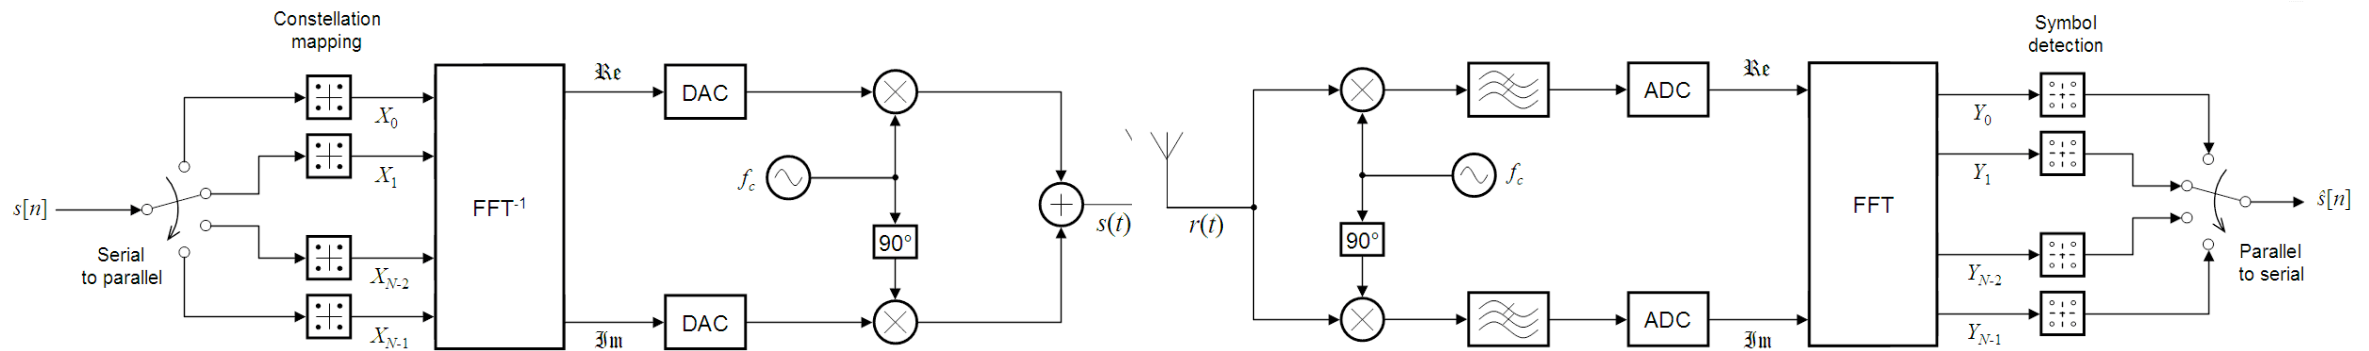 Constellation
mapping
s[n]
Serial
to parallel
X0
X1
XN-2
XN-1
FFT-1
ℜe
ℑm
DAC
DAC
fc
90°
s(t)
r(t)
fc
90°
ADC
ADC
ℜe
ℑm
FFT
Y0
Y1
YN-2
YN-1
Symbol
detection
Parallel
to serial
ŝ[n]